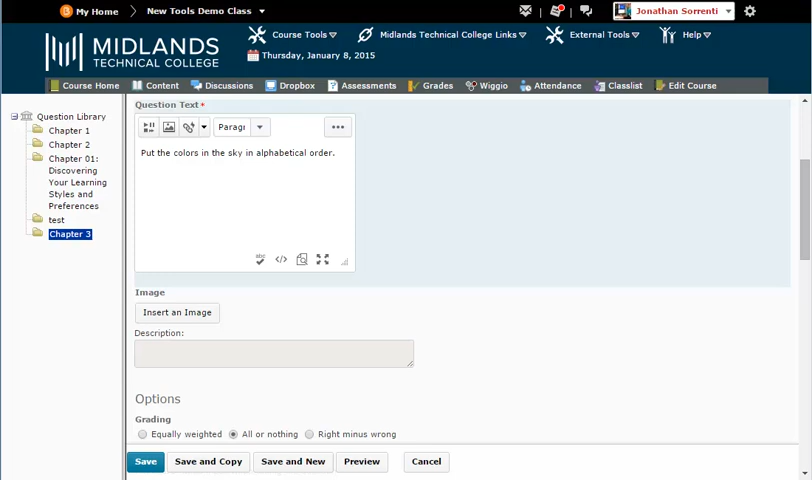 My Home New Tools Demo Class Jonathan Sorrenti
MIDLANDS
TECHNICAL COLLEGE
Course Tools Midlands Technical College Links External Tools Help
Thursday, January 8, 2015
Course Home Content Discussions Dropbox Assessments Grades Wiggio Attendance Classlist Edit Course
Question Library
Chapter 1
Chapter 2
Chapter 01:
Discovering
Your Learning
Styles and
Preferences
test
Chapter 3
Question Text *
Paragr
Put the colors in the sky in alphabetical order.
abc
Image
Insert an Image
Description:
Options
Grading
Equally weighted All or nothing Right minus wrong
Save Save and Copy Save and New Preview Cancel